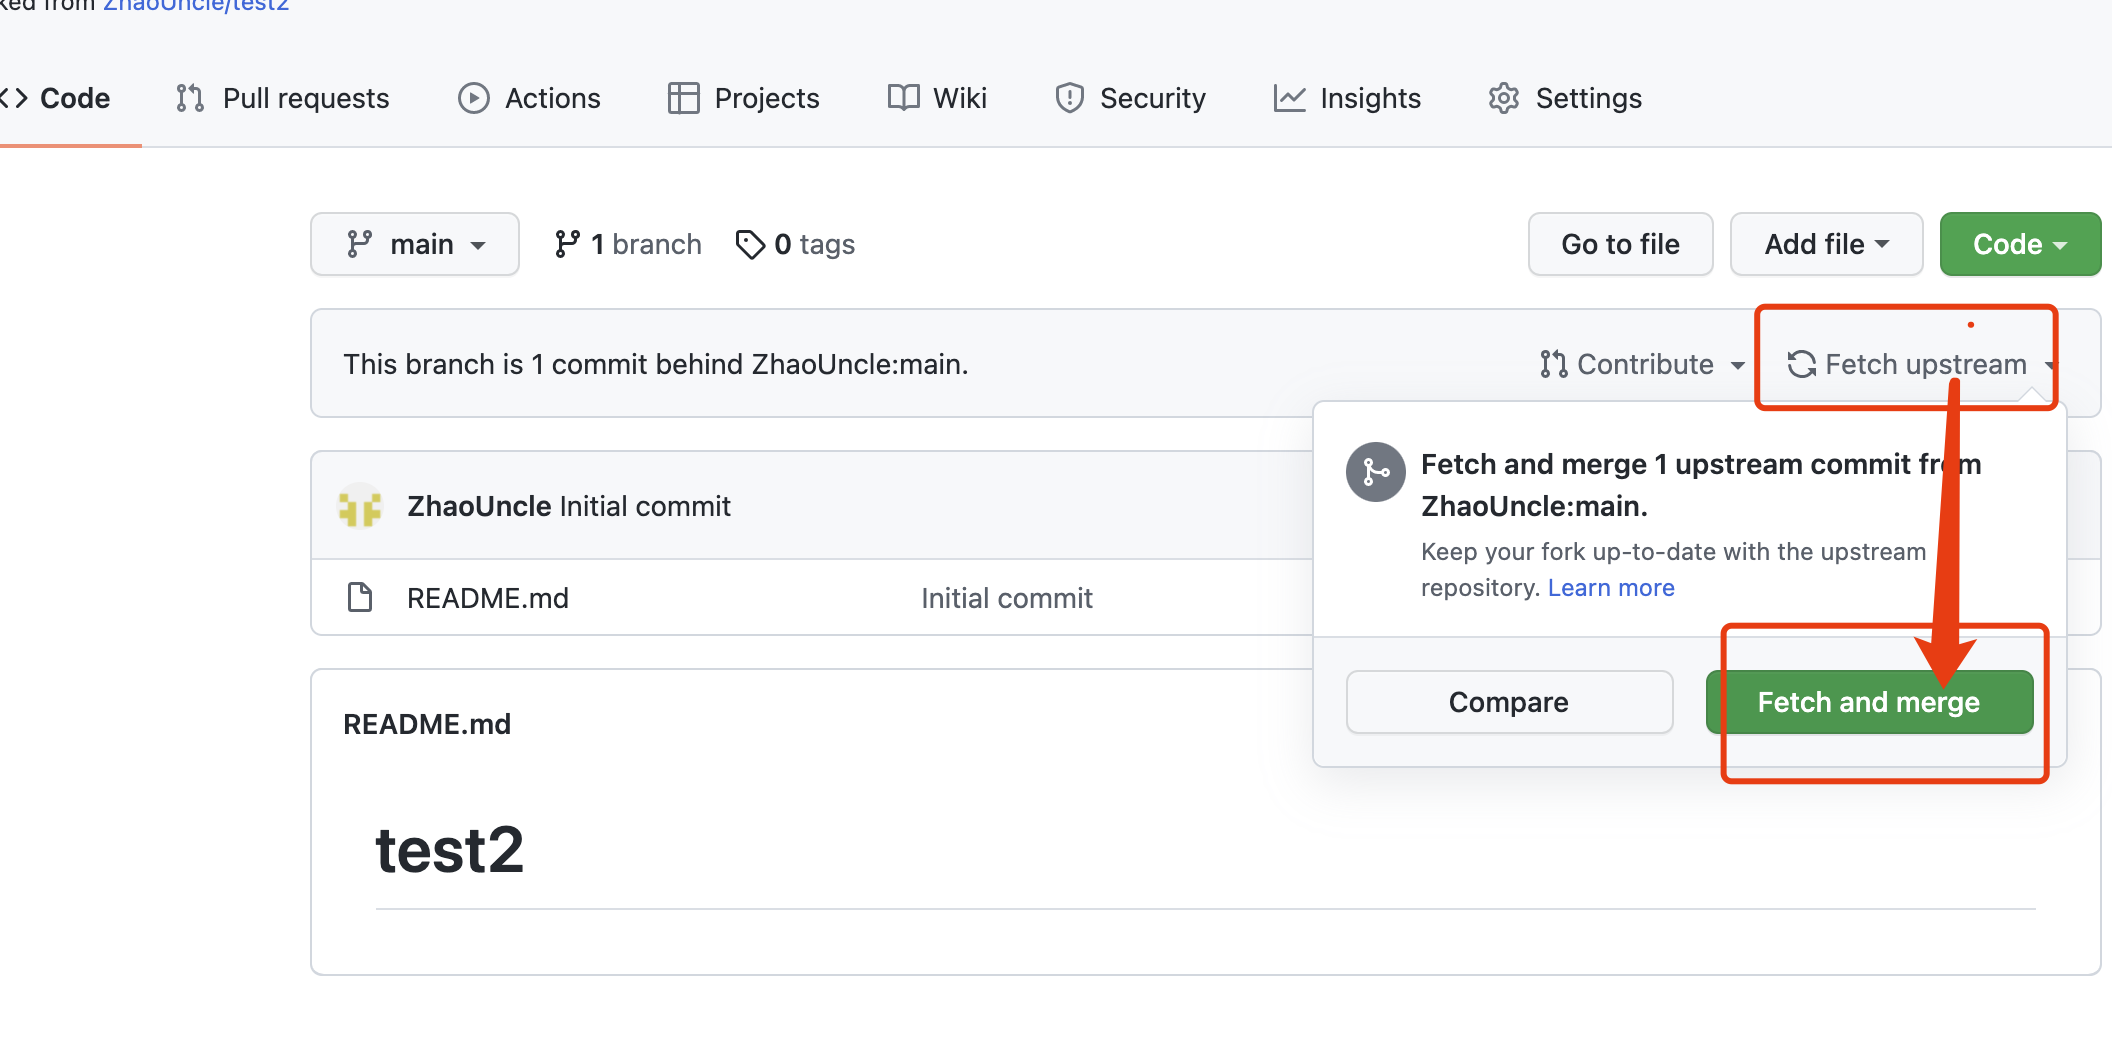 ked from ZhaoUncle/test2
Code Pull requests Actions Projects Wiki Security Insights Settings
main 1 branch 0 tags Go to file Add file Code
This branch is 1 commit behind ZhaoUncle:main. Contribute Fetch upstream
Fetch and merge 1 upstream commit from
ZhaoUncle:main.
Keep your fork up-to-date with the upstream
repository. Learn more
Compare Fetch and merge
ZhaoUncle Initial commit
README.md Initial commit
README.md
test2